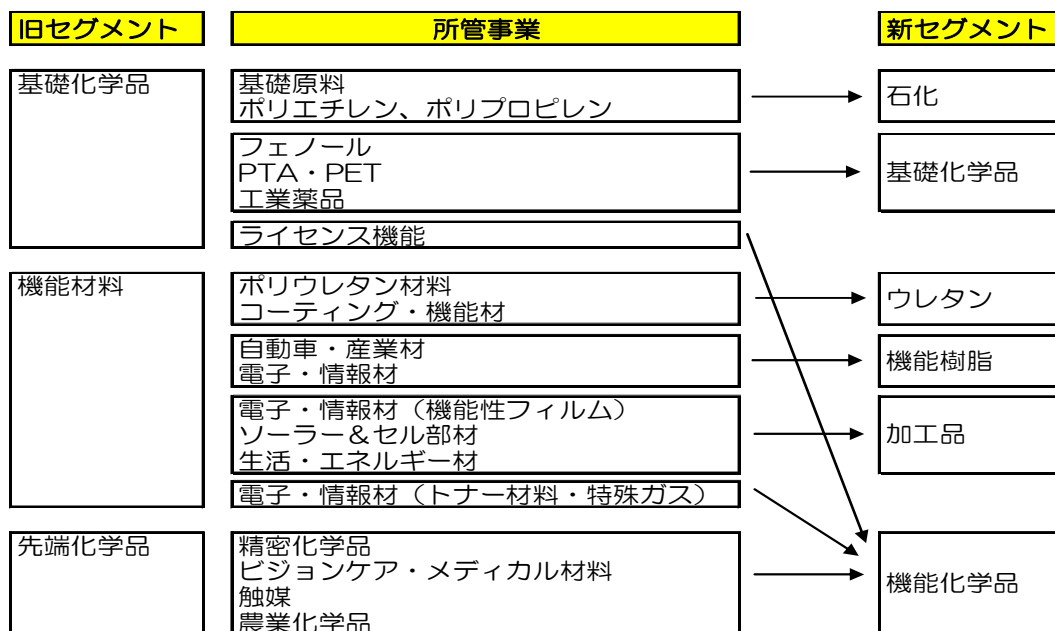 旧セグメント 所管事業 新セグメント
基礎化学品
基礎原料
ポリエチレン、ポリプロピレン
石化
フェノール
PTA・PET
工業薬品
基礎化学品
ライセンス機能
機能材料
ポリウレタン材料
コーティング・機能材
ウレタン
自動車・産業材
電子・情報材
機能樹脂
電子・情報材（機能性フィルム）
ソーラー＆セル部材
生活・エネルギー材
加工品
電子・情報材（トナー材料・特殊ガス）
先端化学品
精密化学品
ビジョンケア・メディカル材料
触媒
農業化学品
機能化学品